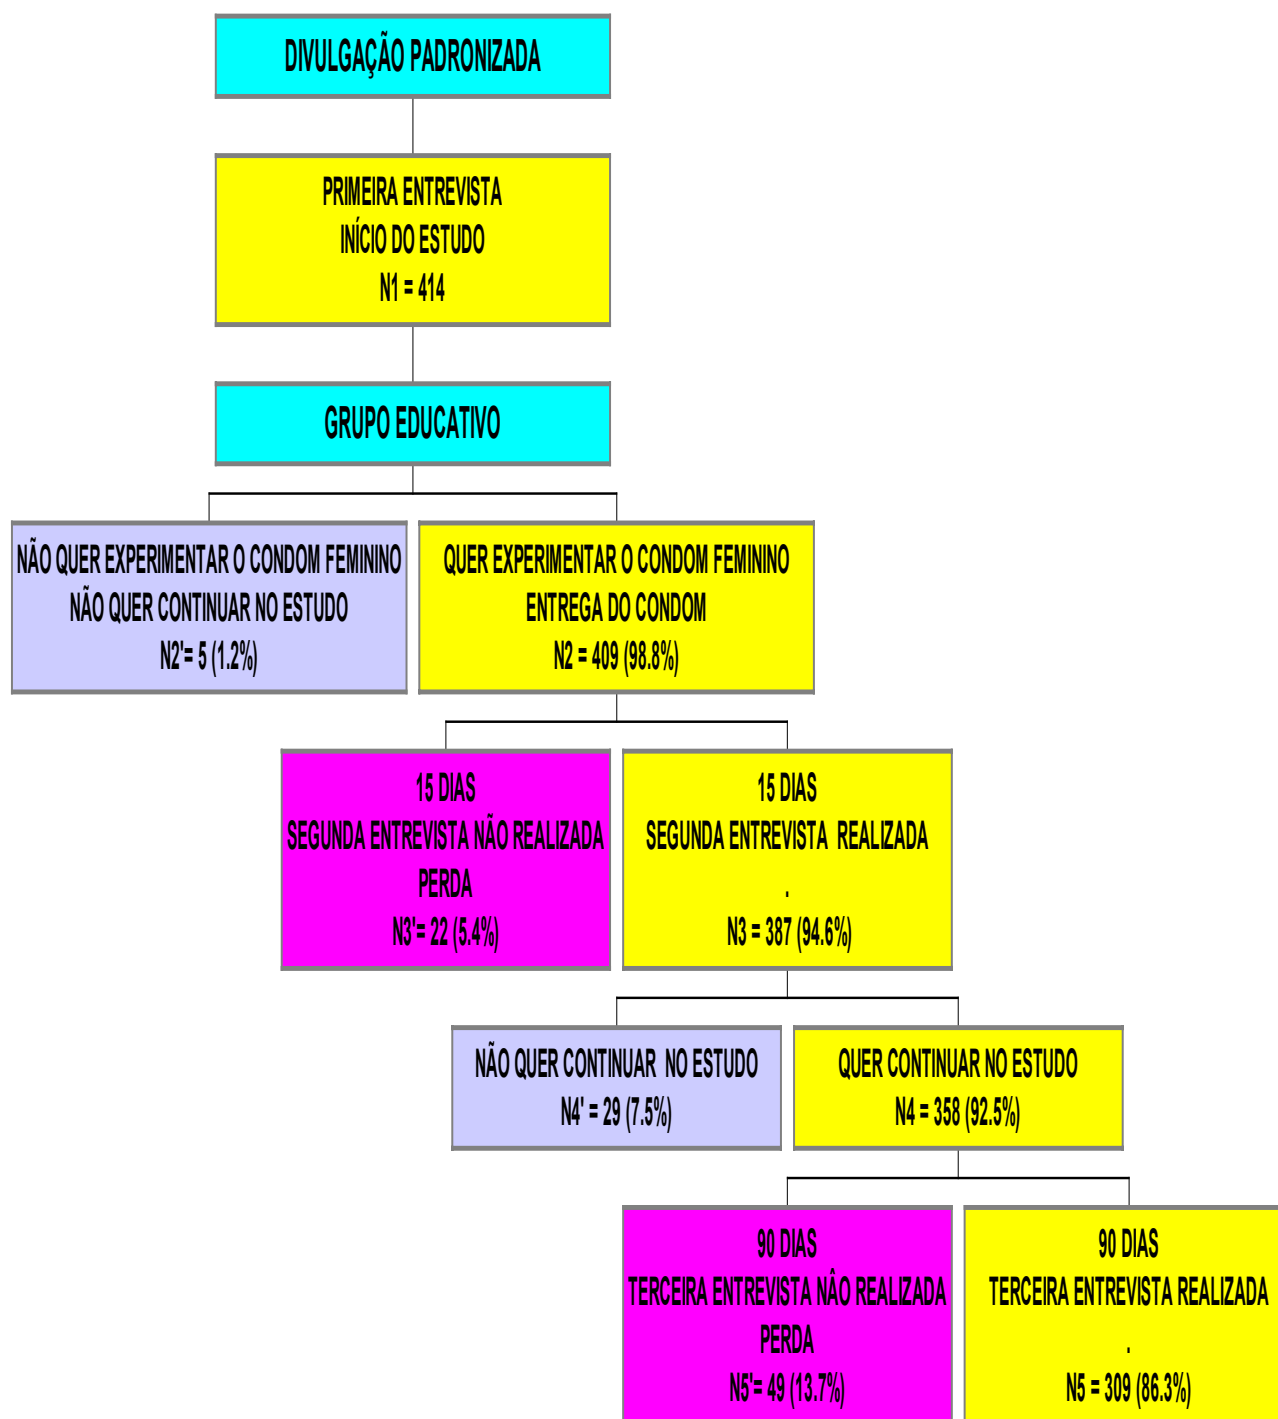 DIVULGAÇÃO PADRONIZADA
PRIMEIRA ENTREVISTA
INÍCIO DO ESTUDO
N1 = 414
GRUPO EDUCATIVO
NÃO QUER EXPERIMENTAR O CONDOM FEMININO
NÃO QUER CONTINUAR NO ESTUDO
N2'= 5 (1.2%)
QUER EXPERIMENTAR O CONDOM FEMININO
ENTREGA DO CONDOM
N2 = 409 (98.8%)
15 DIAS
SEGUNDA ENTREVISTA NÃO REALIZADA
PERDA
N3'= 22 (5.4%)
15 DIAS
SEGUNDA ENTREVISTA  REALIZADA
.
N3 = 387 (94.6%)
NÃO QUER CONTINUAR  NO ESTUDO
N4' = 29 (7.5%)
QUER CONTINUAR NO ESTUDO
N4 = 358 (92.5%)
90 DIAS
TERCEIRA ENTREVISTA NÂO REALIZADA
PERDA
N5'= 49 (13.7%)
90 DIAS
TERCEIRA ENTREVISTA REALIZADA
.
N5 = 309 (86.3%)